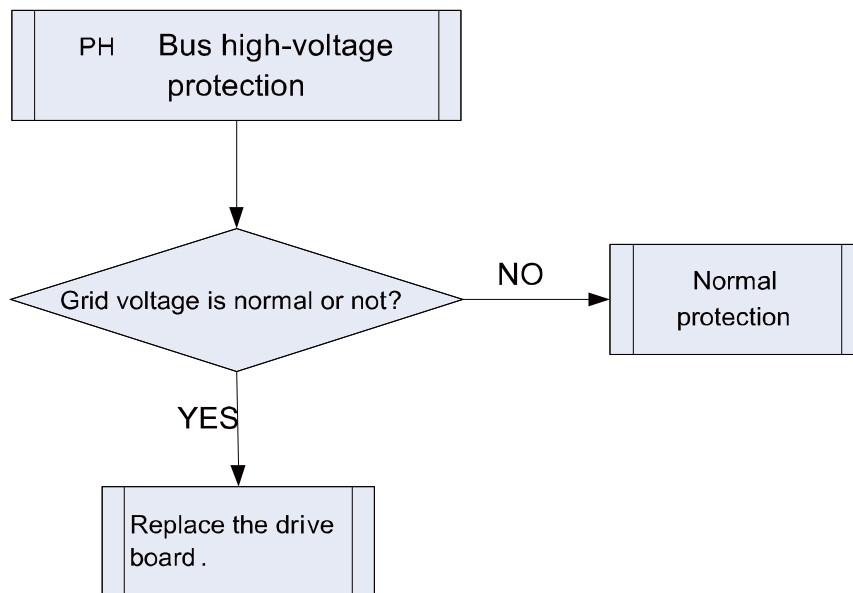 PH Bus high-voltage
protection
Grid voltage is normal or not?
NO
Normal
protection
YES
Replace the drive
board .